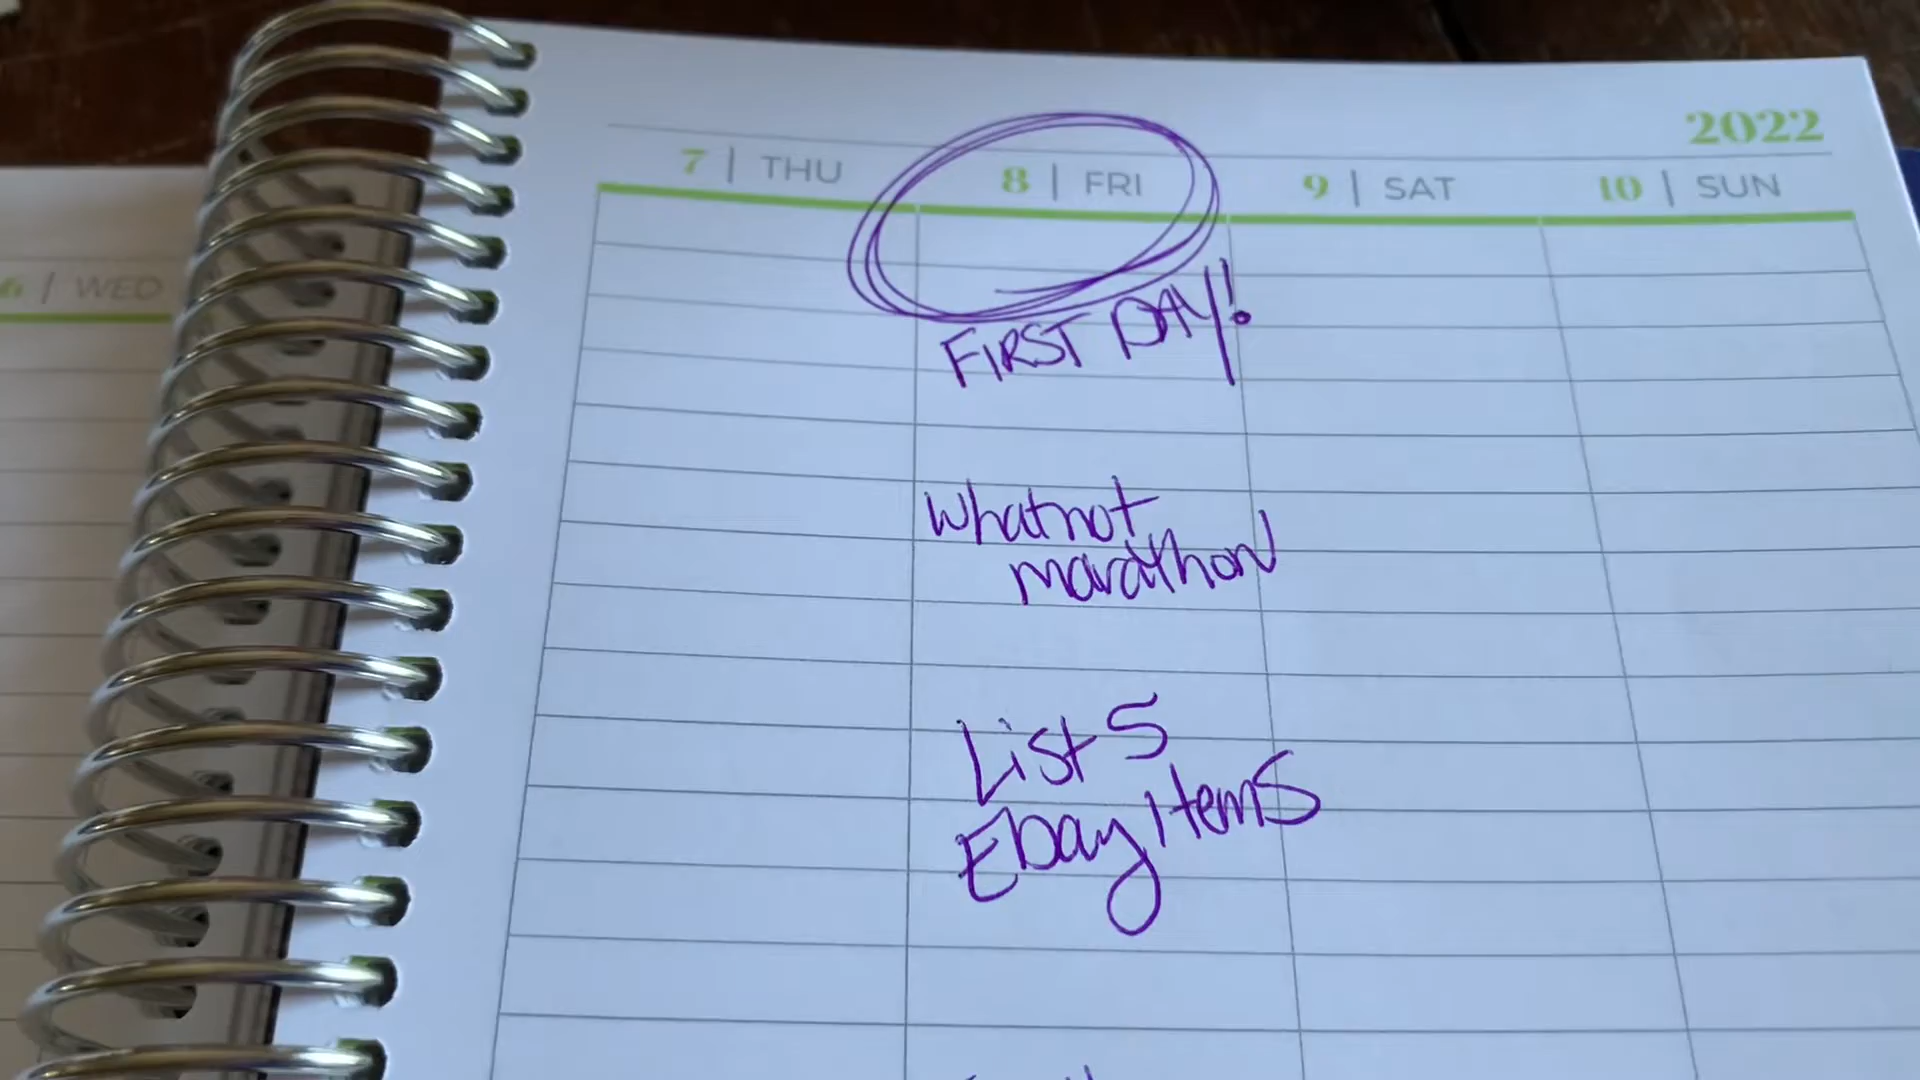 2022
6 | WED
7 | THU
8 | FRI
9 | SAT
10 | SUN
FIRST DAY!
Whatnot
marathon
List 5
Ebay Items